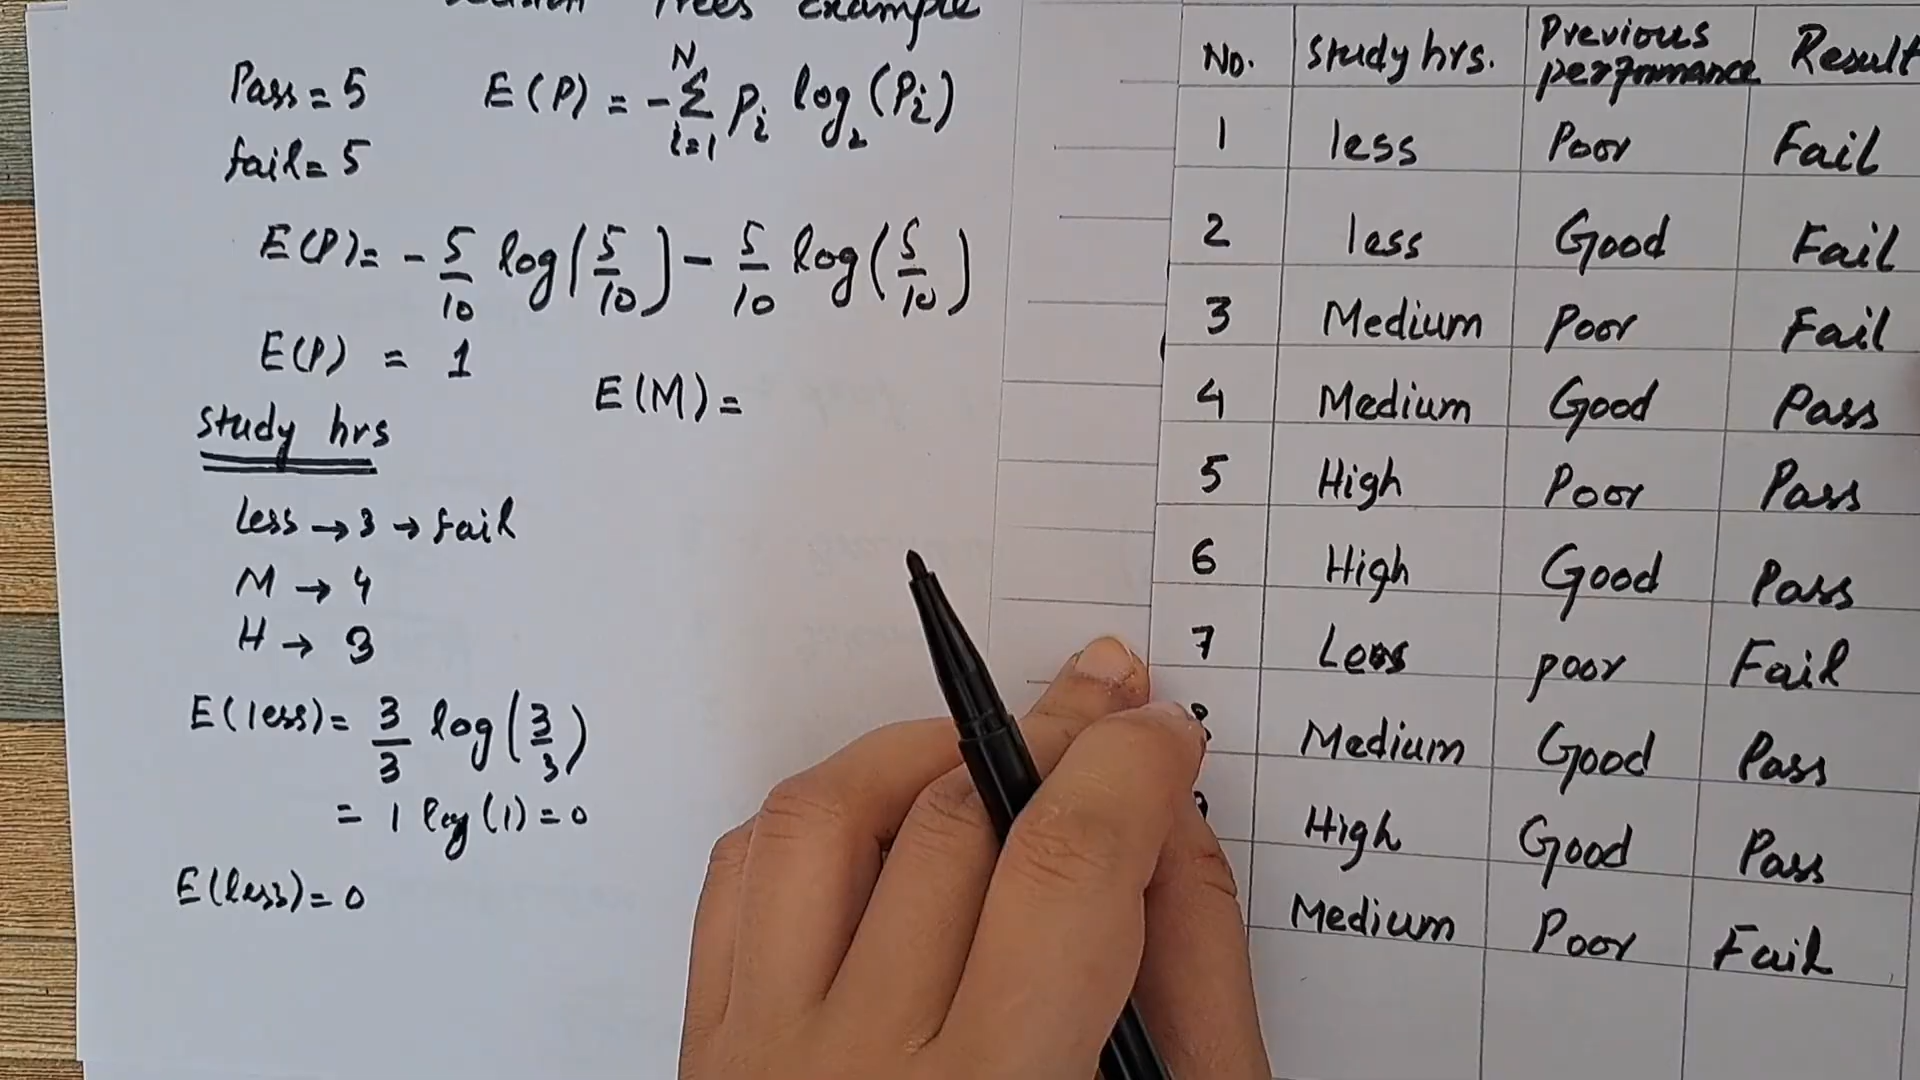 Trees example
Pass = 5
fail = 5
E(P) = -Σ_{i=1}^{N} p_i log_2 (P_i)
E(P) = - 5/10 log(5/10) - 5/10 log(5/10)
E(P) = 1
E(M) =
Study hrs
Less → 3 → fail
M → 4
H → 3
E(less) = 3/3 log(3/3)
= 1 log(1) = 0
E(less) = 0
No. Study hrs. Previous performance Result
1 less Poor Fail
2 less Good Fail
3 Medium Poor Fail
4 Medium Good Pass
5 High Poor Pass
6 High Good Pass
7 Less poor Fail
8 Medium Good Pass
High Good Pass
Medium Poor Fail